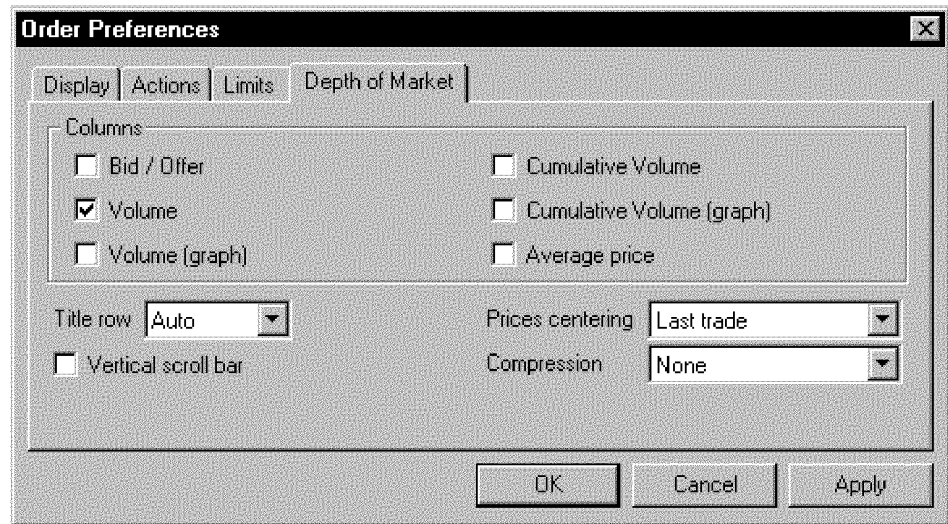 Order Preferences
Display Actions Limits Depth of Market
Columns
Bid / Offer Cumulative Volume
Volume Cumulative Volume (graph)
Volume (graph) Average price
Title row Auto Prices centering Last trade
Vertical scroll bar Compression None
OK Cancel Apply